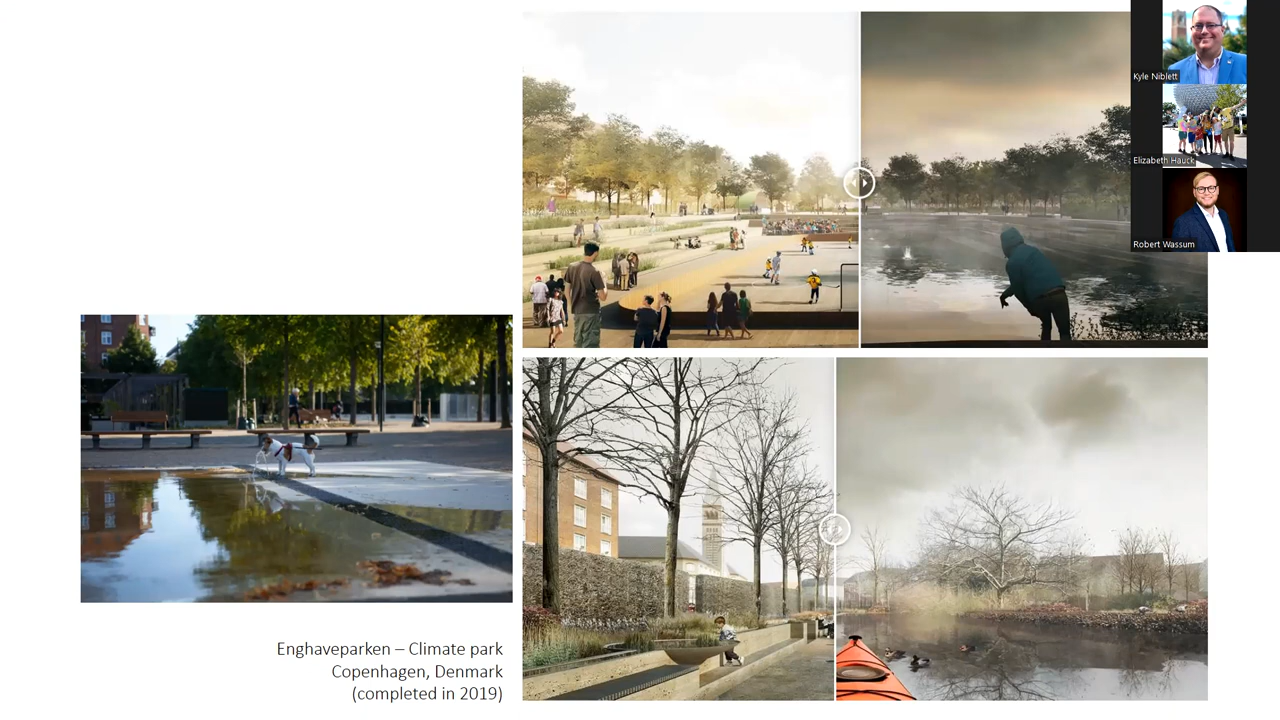 Kyle Niblett
Elizabeth Hauck
Robert Wassum
Enghaveparken – Climate park
Copenhagen, Denmark
(completed in 2019)